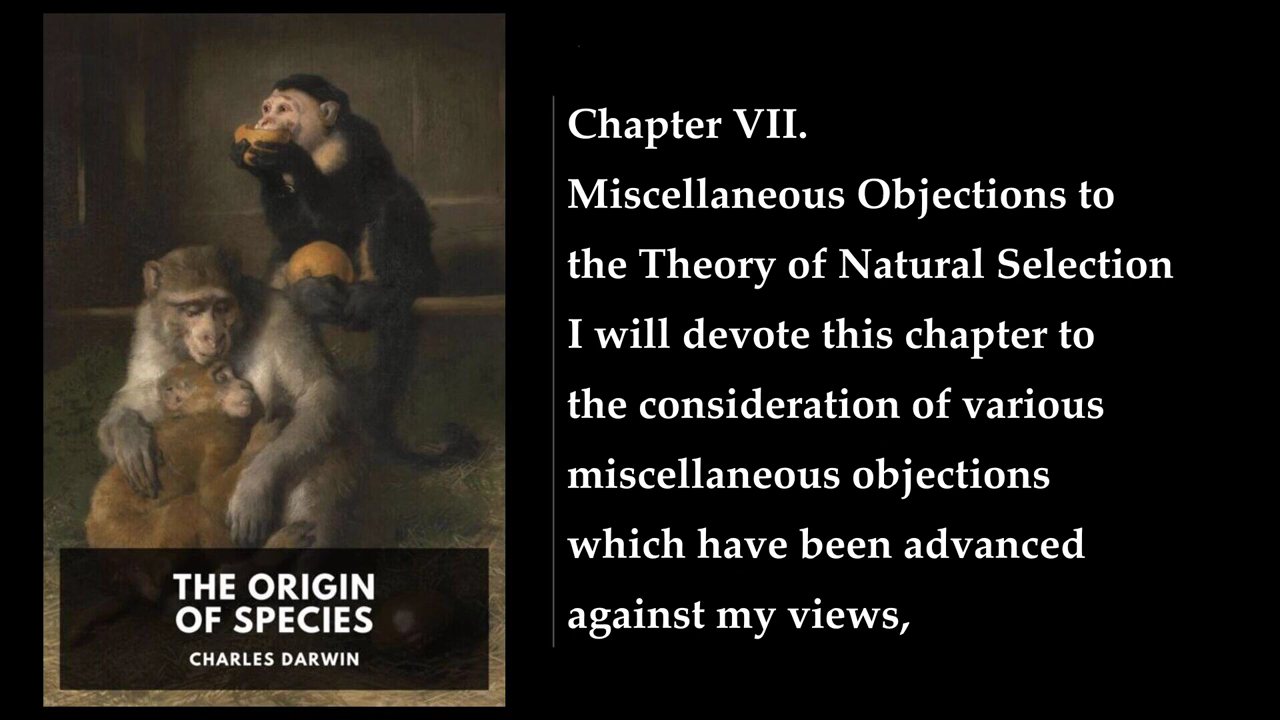 THE ORIGIN
OF SPECIES
CHARLES DARWIN
Chapter VII.
Miscellaneous Objections to
the Theory of Natural Selection
I will devote this chapter to
the consideration of various
miscellaneous objections
which have been advanced
against my views,